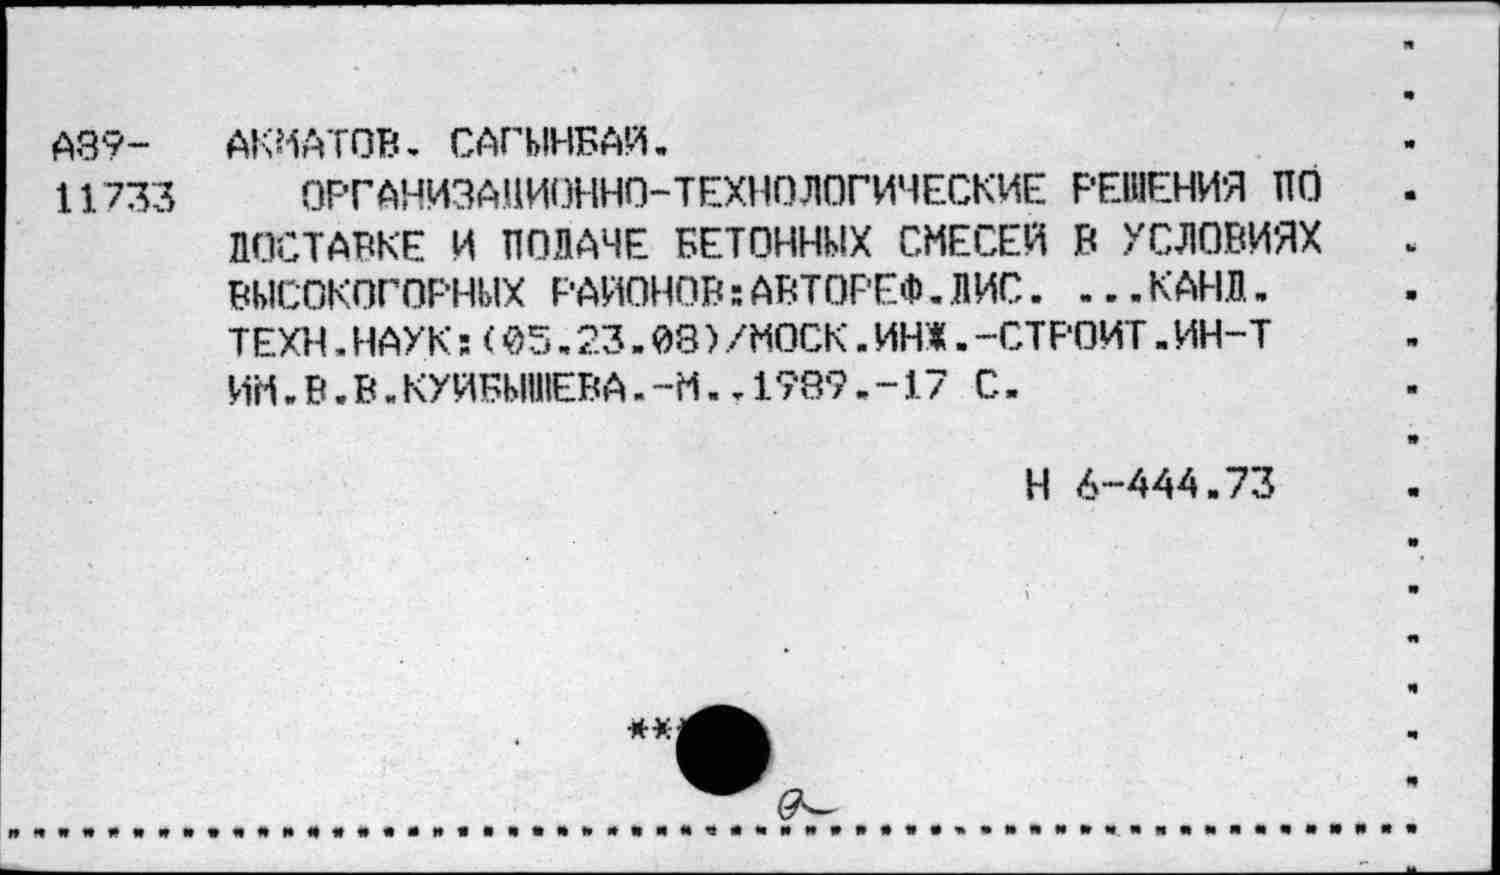 А89-
11733
АКМАТОВ. САГЫНБАЙ.
ОРГАНИЗАЦИОННО-ТЕХНОЛОГИЧЕСКИЕ РЕШЕНИЯ ПО
ДОСТАВКЕ И ПОДАЧЕ БЕТОННЫХ СМЕСЕЙ В УСЛОВИЯХ
ВЫСОКОГОРНЫХ РАЙОНОВ:АВТОРЕФ.ДИС. ...КАНД.
ТЕХН.НАУК:(05.23.08)/МОСК.ИНЖ.-СТРОИТ.ИН-Т
ИМ.В.В.КУЙБЫШЕВА.-М.,1989.-17 С.
Н 6-444.73
**